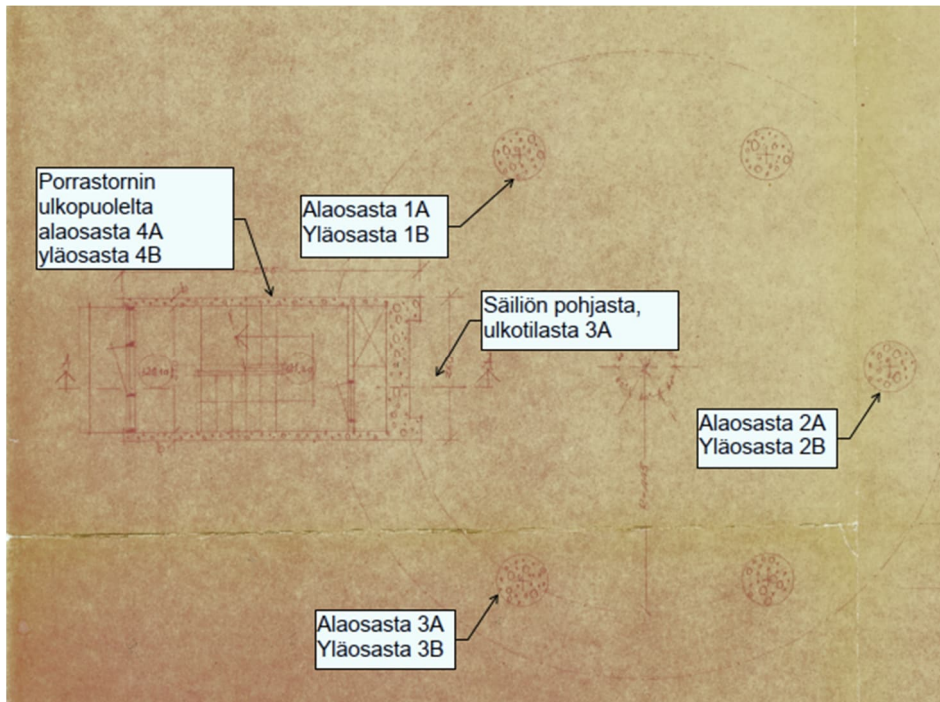 Porrastornin
ulkopuolelta
alaosasta 4A
yläosasta 4B
Alaosasta 1A
Yläosasta 1B
Säiliön pohjasta,
ulkotilasta 3A
Alaosasta 2A
Yläosasta 2B
Alaosasta 3A
Yläosasta 3B
A
A